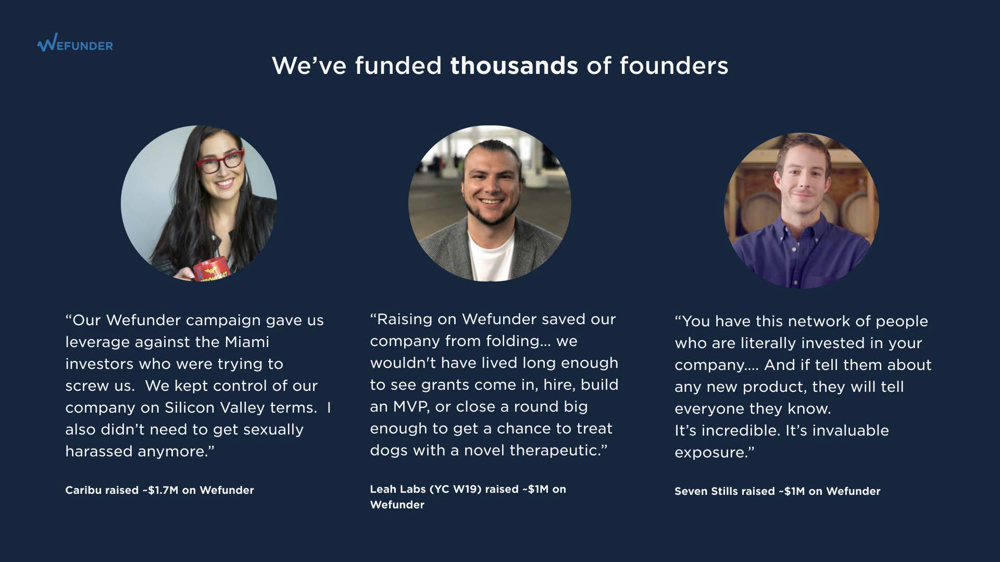 WEFUNDER
We’ve funded thousands of founders
“Our Wefunder campaign gave us
leverage against the Miami
investors who were trying to
screw us.  We kept control of our
company on Silicon Valley terms.  I
also didn’t need to get sexually
harassed anymore.”
Caribu raised ~$1.7M on Wefunder
“Raising on Wefunder saved our
company from folding... we
wouldn't have lived long enough
to see grants come in, hire, build
an MVP, or close a round big
enough to get a chance to treat
dogs with a novel therapeutic.”
Leah Labs (YC W19) raised ~$1M on
Wefunder
“You have this network of people
who are literally invested in your
company.... And if tell them about
any new product, they will tell
everyone they know.
It’s incredible. It’s invaluable
exposure.”
Seven Stills raised ~$1M on Wefunder